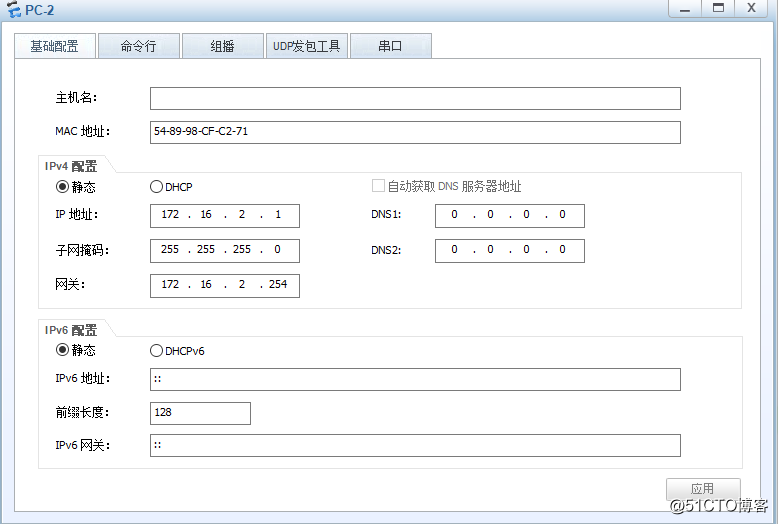 PC-2
基础配置 命令行 组播 UDP发包工具 串口
主机名:
MAC 地址: 54-89-98-CF-C2-71
IPv4 配置
静态 DHCP 自动获取 DNS 服务器地址
IP 地址: 172 . 16 . 2 . 1 DNS1: 0 . 0 . 0 . 0
子网掩码: 255 . 255 . 255 . 0 DNS2: 0 . 0 . 0 . 0
网关: 172 . 16 . 2 . 254
IPv6 配置
静态 DHCPv6
IPv6 地址: ::
前缀长度: 128
IPv6 网关: ::
应用
@51CTO博客